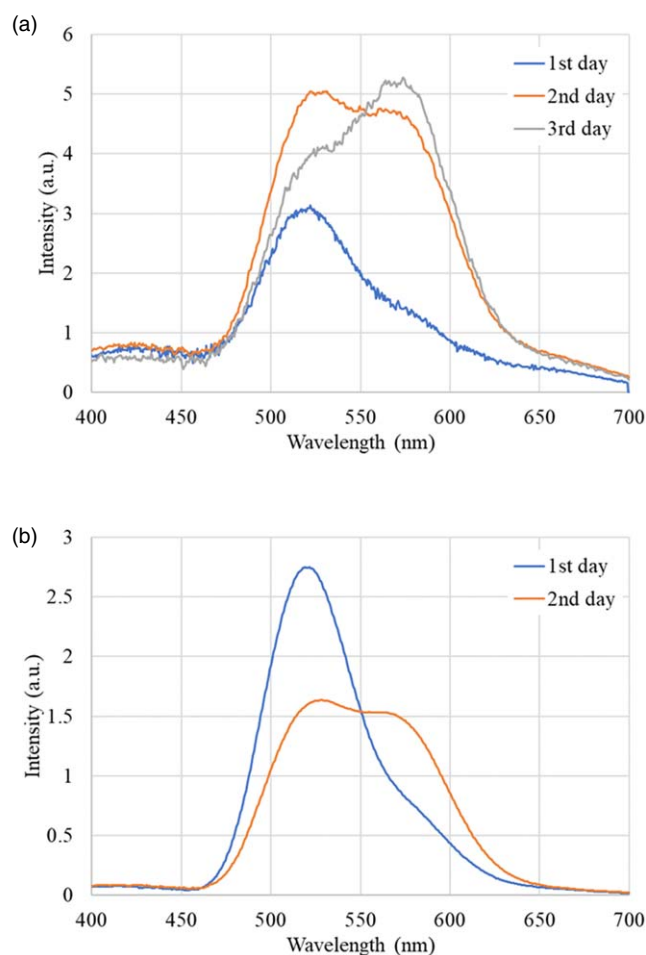 (a)
6
5
4
3
2
1
0
Intensity (a.u.)
1st day
2nd day
3rd day
400 450 500 550 600 650 700
Wavelength (nm)
(b)
3
2.5
2
1.5
1
0.5
0
Intensity (a.u.)
1st day
2nd day
400 450 500 550 600 650 700
Wavelength (nm)